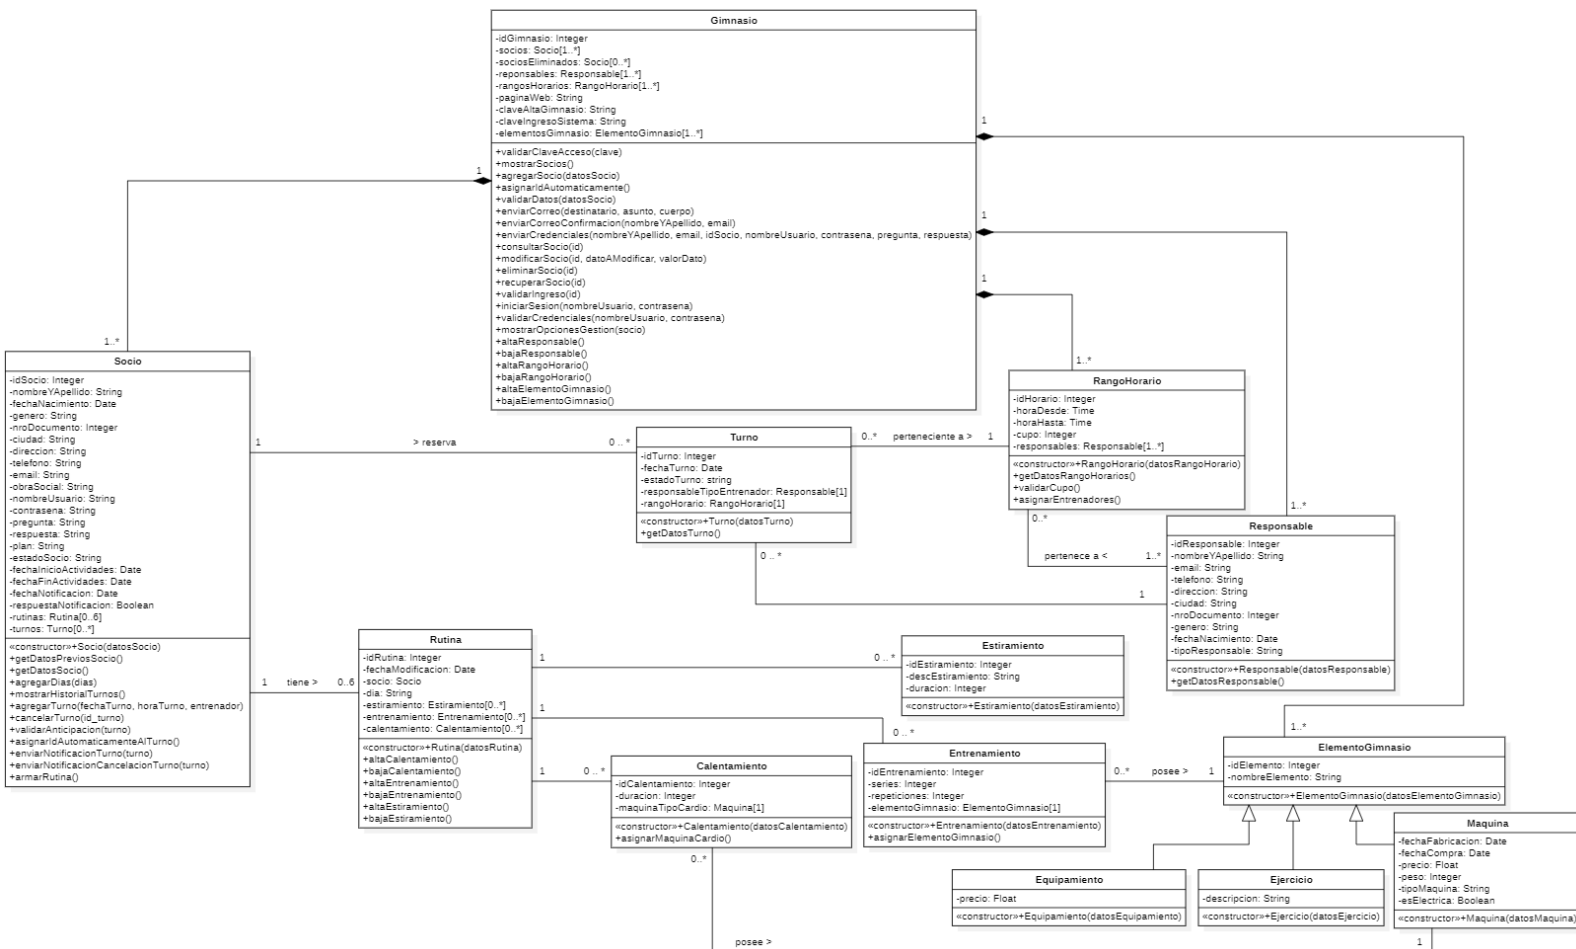 Gimnasio
-idGimnasio: Integer
-socios: Socio[1..*]
-sociosEliminados: Socio[0..*]
-reponsables: Responsable[1..*]
-rangosHorarios: RangoHorario[1..*]
-paginaWeb: String
-claveAltaGimnasio: String
-claveIngresoSistema: String
-elementosGimnasio: ElementoGimnasio[1..*]
+validarClaveAcceso(clave)
+mostrarSocios()
+agregarSocio(datosSocio)
+asignarIdAutomaticamente()
+validarDatos(datosSocio)
+enviarCorreo(destinatario, asunto, cuerpo)
+enviarCorreoConfirmacion(nombreYApellido, email)
+enviarCredenciales(nombreYApellido, email, idSocio, nombreUsuario, contrasena, pregunta, respuesta)
+consultarSocio(id)
+modificarSocio(id, datoAModificar, valorDato)
+eliminarSocio(id)
+recuperarSocio(id)
+validarIngreso(id)
+iniciarSesion(nombreUsuario, contrasena)
+validarCredenciales(nombreUsuario, contrasena)
+mostrarOpcionesGestion(socio)
+altaResponsable()
+bajaResponsable()
+altaRangoHorario()
+bajaRangoHorario()
+altaElementoGimnasio()
+bajaElementoGimnasio()
1
1
1
1
1..*
1..*
1..*
1..*
Socio
-idSocio: Integer
-nombreYApellido: String
-fechaNacimiento: Date
-genero: String
-nroDocumento: Integer
-ciudad: String
-direccion: String
-telefono: String
-email: String
-obraSocial: String
-nombreUsuario: String
-contrasena: String
-pregunta: String
-respuesta: String
-plan: String
-estadoSocio: String
-fechaInicioActividades: Date
-fechaFinActividades: Date
-fechaNotificacion: Date
-respuestaNotificacion: Boolean
-rutinas: Rutina[0..6]
-turnos: Turno[0..*]
«constructor»+Socio(datosSocio)
+getDatosPreviosSocio()
+getDatosSocio()
+agregarDias(dias)
+mostrarHistorialTurnos()
+agregarTurno(fechaTurno, horaTurno, entrenador)
+cancelarTurno(id_turno)
+validarAnticipacion(turno)
+asignarIdAutomaticamenteAlTurno()
+enviarNotificacionTurno(turno)
+enviarNotificacionCancelacionTurno(turno)
+armarRutina()
1 > reserva 0 .. *
Turno
-idTurno: Integer
-fechaTurno: Date
-estadoTurno: string
-responsableTipoEntrenador: Responsable[1]
-rangoHorario: RangoHorario[1]
«constructor»+Turno(datosTurno)
+getDatosTurno()
0..* perteneciente a > 1
RangoHorario
-idHorario: Integer
-horaDesde: Time
-horaHasta: Time
-cupo: Integer
-responsables: Responsable[1..*]
«constructor»+RangoHorario(datosRangoHorario)
+getDatosRangoHorarios()
+validarCupo()
+asignarEntrenadores()
0..*
pertenece a < 1..*
0 .. *
1
Responsable
-idResponsable: Integer
-nombreYApellido: String
-email: String
-telefono: String
-direccion: String
-ciudad: String
-nroDocumento: Integer
-genero: String
-fechaNacimiento: Date
-tipoResponsable: String
«constructor»+Responsable(datosResponsable)
+getDatosResponsable()
1 tiene > 0..6
Rutina
-idRutina: Integer
-fechaModificacion: Date
-socio: Socio
-dia: String
-estiramiento: Estiramiento[0..*]
-entrenamiento: Entrenamiento[0..*]
-calentamiento: Calentamiento[0..*]
«constructor»+Rutina(datosRutina)
+altaCalentamiento()
+bajaCalentamiento()
+altaEntrenamiento()
+bajaEntrenamiento()
+altaEstiramiento()
+bajaEstiramiento()
1 0 .. *
1
0 .. *
1 0 .. *
Estiramiento
-idEstiramiento: Integer
-descEstiramiento: String
-duracion: Integer
«constructor»+Estiramiento(datosEstiramiento)
Calentamiento
-idCalentamiento: Integer
-duracion: Integer
-maquinaTipoCardio: Maquina[1]
«constructor»+Calentamiento(datosCalentamiento)
+asignarMaquinaCardio()
0..*
Entrenamiento
-idEntrenamiento: Integer
-series: Integer
-repeticiones: Integer
-elementoGimnasio: ElementoGimnasio[1]
«constructor»+Entrenamiento(datosEntrenamiento)
+asignarElementoGimnasio()
0..* posee > 1
ElementoGimnasio
-idElemento: Integer
-nombreElemento: String
«constructor»+ElementoGimnasio(datosElementoGimnasio)
Equipamiento
-precio: Float
«constructor»+Equipamiento(datosEquipamiento)
Ejercicio
-descripcion: String
«constructor»+Ejercicio(datosEjercicio)
Maquina
-fechaFabricacion: Date
-fechaCompra: Date
-precio: Float
-peso: Integer
-tipoMaquina: String
-esElectrica: Boolean
«constructor»+Maquina(datosMaquina)
posee > 1